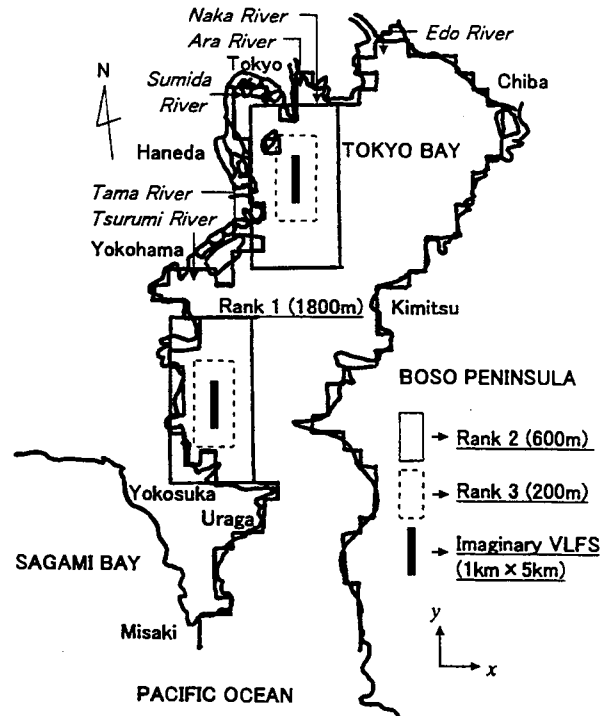 Naka River
Ara River
Edo River
Tokyo
N
Sumida
River
Chiba
Haneda
TOKYO BAY
Tama River
Tsurumi River
Yokohama
Rank 1 (1800m)
Kimitsu
BOSO PENINSULA
Rank 2 (600m)
Rank 3 (200m)
Yokosuka
Uraga
Imaginary VLFS
(1km × 5km)
SAGAMI BAY
Misaki
y
x
PACIFIC OCEAN